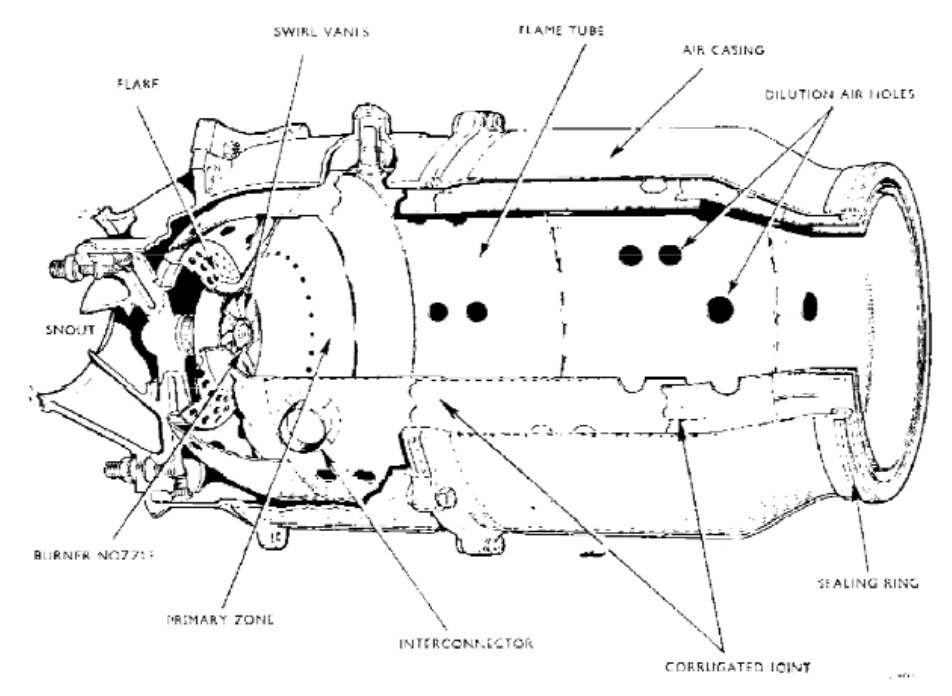 SWIRL VANES
FLAME TUBE
AIR CASING
FLARE
DILUTION AIR HOLES
SNOUT
BURNER NOZZLE
SEALING RING
PRIMARY ZONE
INTERCONNECTOR
CORRUGATED JOINT